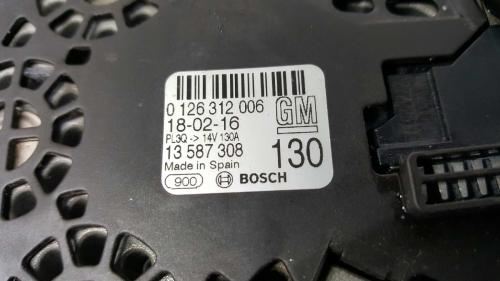 0 126 312 006
18-02-16
GM
PL3Q -> 14V 130A
13 587 308
130
Made in Spain
900 BOSCH